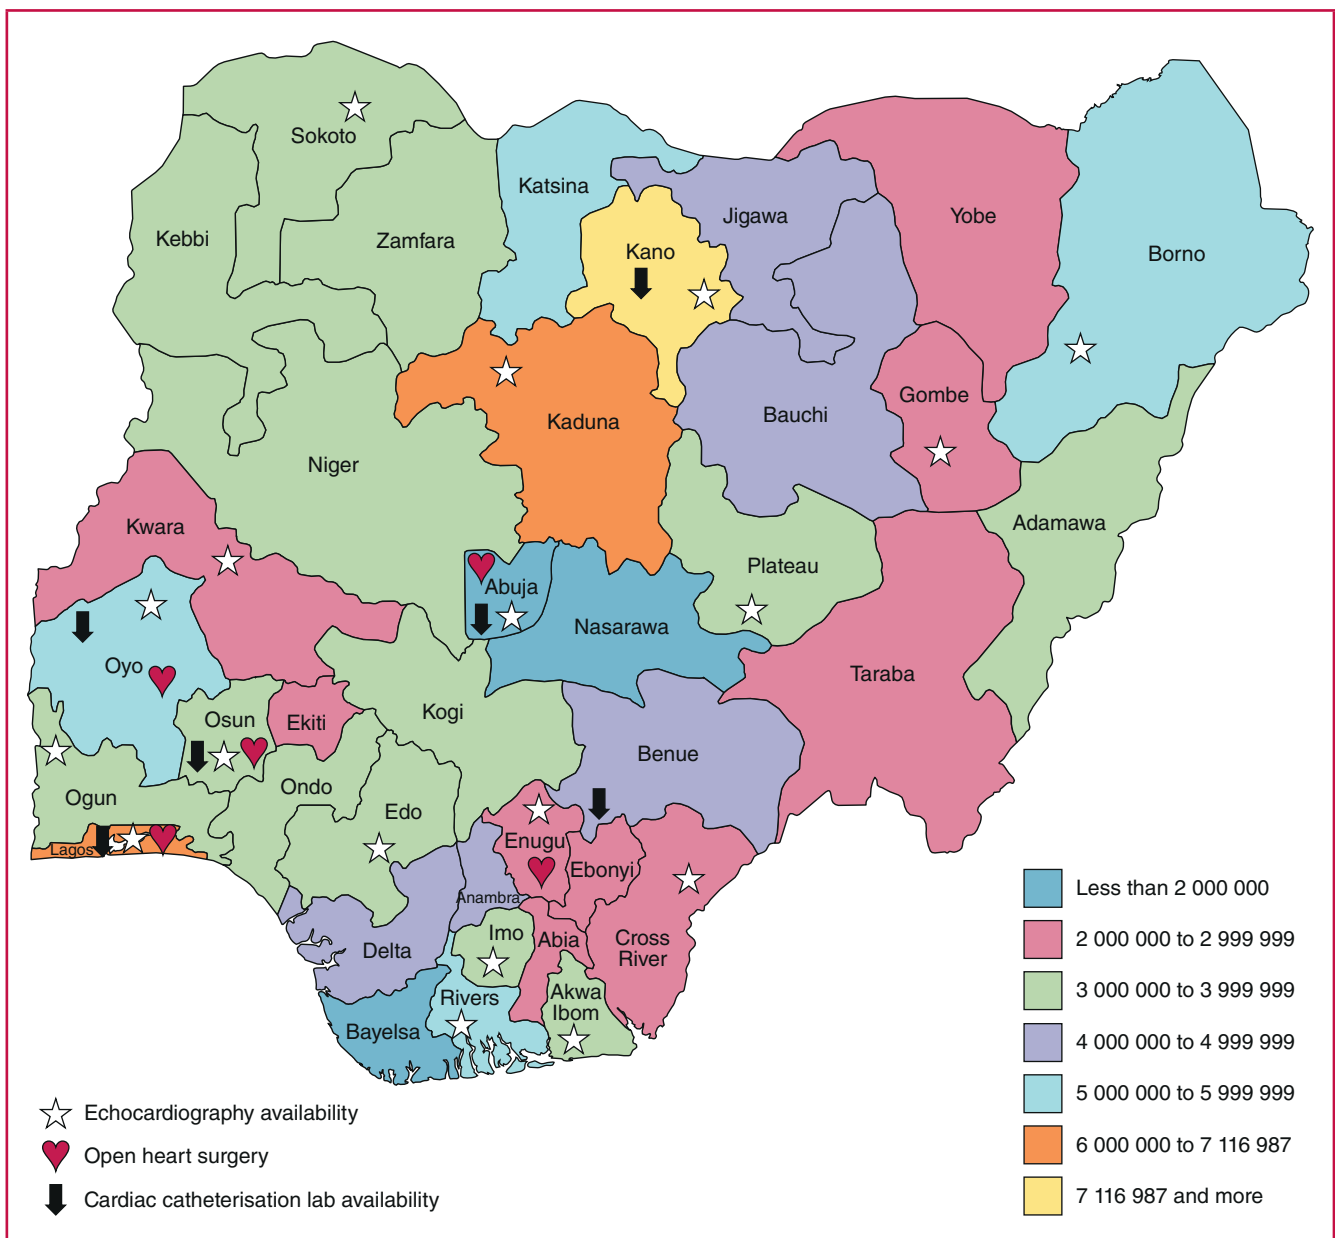 Sokoto
Katsina
Kebbi
Zamfara
Kano
Jigawa
Yobe
Borno
Gombe
Kaduna
Bauchi
Niger
Kwara
Adamawa
Plateau
Abuja
Nasarawa
Oyo
Taraba
Osun
Ekiti
Kogi
Benue
Ondo
Ogun
Edo
Lagos
Enugu
Ebonyi
Anambra
Imo
Abia
Cross
River
Delta
Rivers
Akwa
Ibom
Bayelsa
Less than 2 000 000
2 000 000 to 2 999 999
3 000 000 to 3 999 999
4 000 000 to 4 999 999
5 000 000 to 5 999 999
6 000 000 to 7 116 987
7 116 987 and more
Echocardiography availability
Open heart surgery
Cardiac catheterisation lab availability